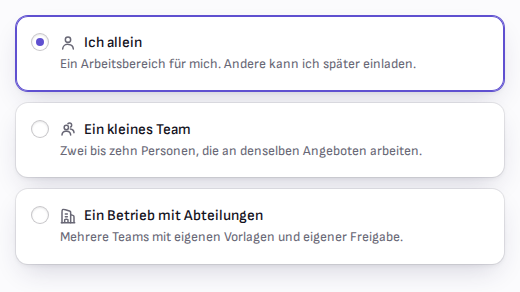 Ich allein
Ein Arbeitsbereich für mich. Andere kann ich später einladen.
Ein kleines Team
Zwei bis zehn Personen, die an denselben Angeboten arbeiten.
Ein Betrieb mit Abteilungen
Mehrere Teams mit eigenen Vorlagen und eigener Freigabe.